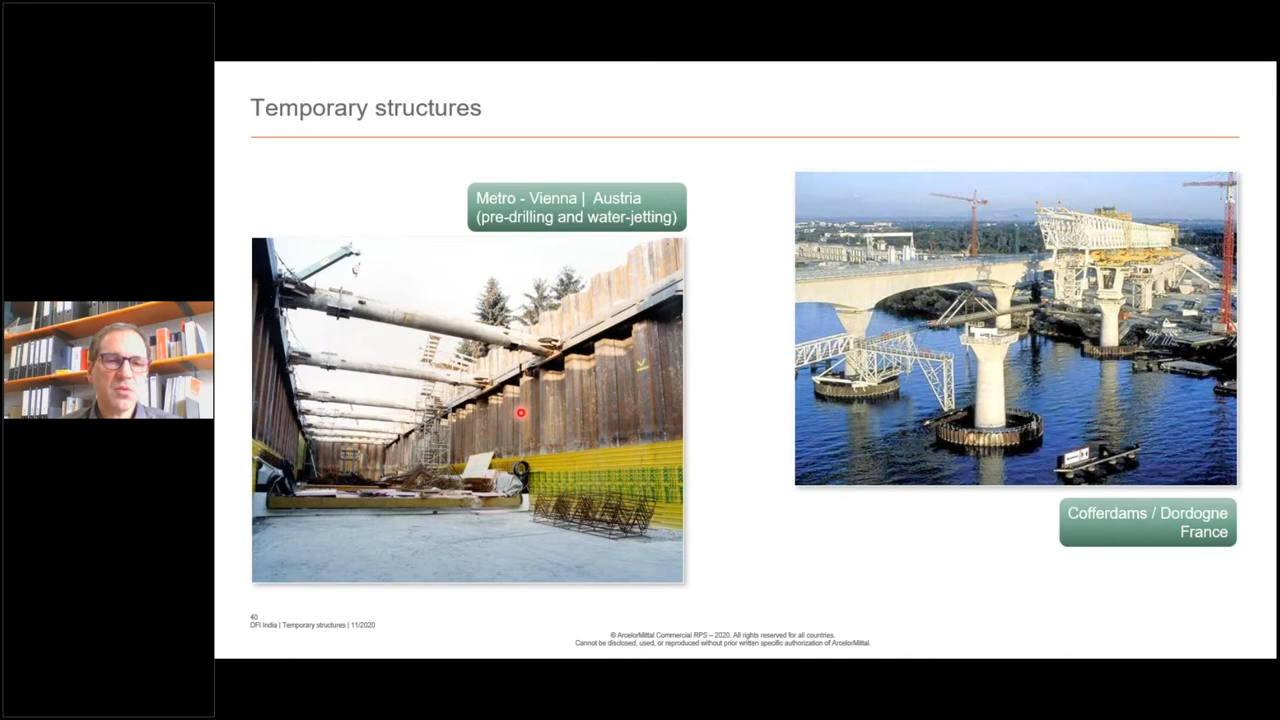 Temporary structures
Metro - Vienna | Austria
(pre-drilling and water-jetting)
Cofferdams / Dordogne
France
40
DFI India | Temporary structures | 11/2020
© ArcelorMittal Commercial RPS – 2020. All rights reserved for all countries.
Cannot be disclosed, used, or reproduced without prior written specific authorization of ArcelorMittal.